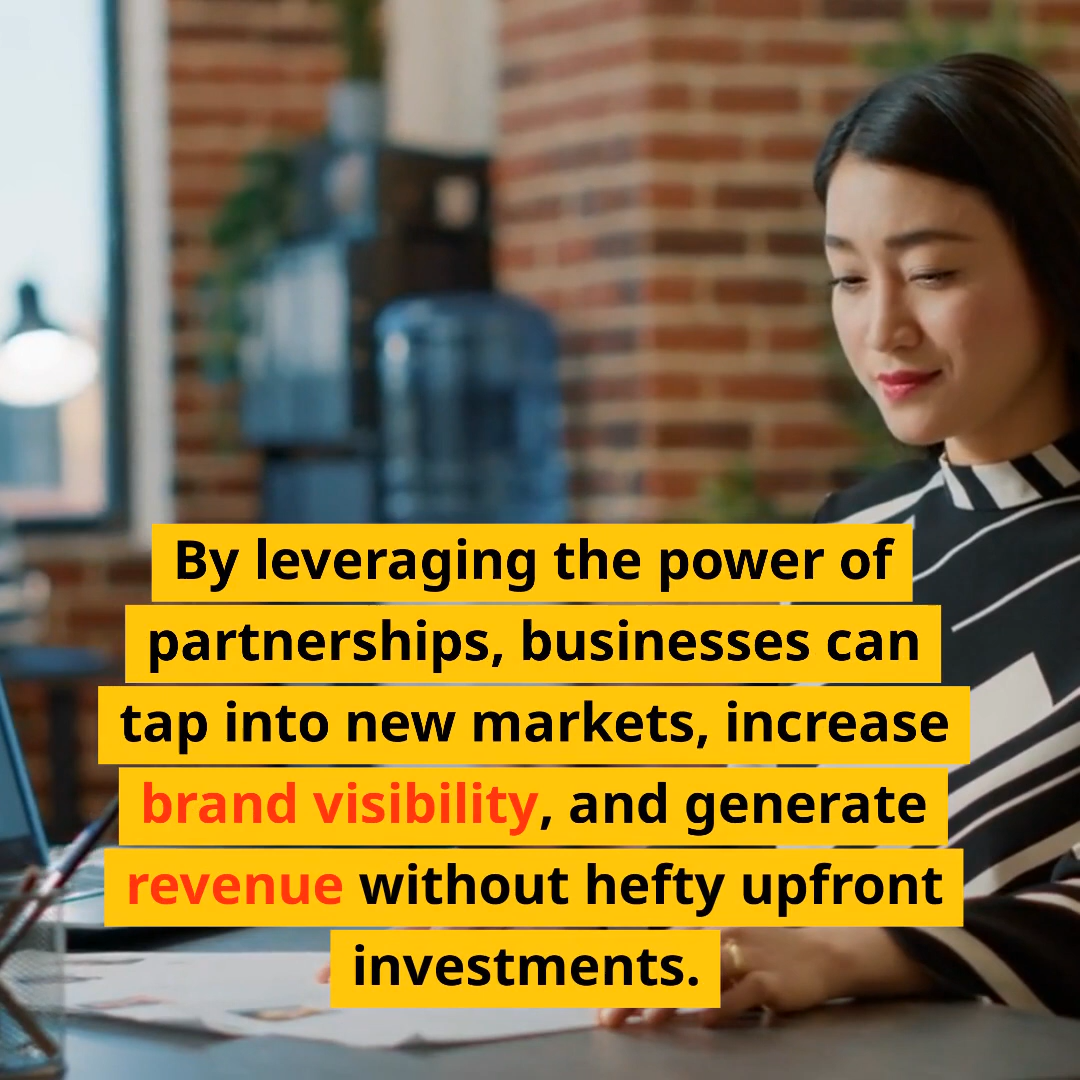 By leveraging the power of
partnerships, businesses can
tap into new markets, increase
brand visibility, and generate
revenue without hefty upfront
investments.